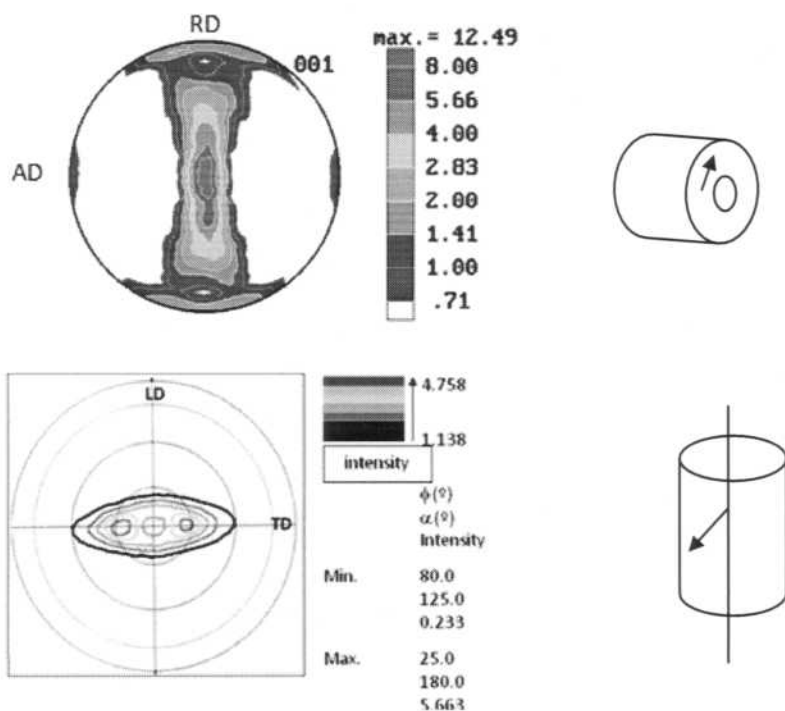 RD
max.= 12.49
001
8.00
5.66
4.00
AD
2.83
2.00
1.41
1.00
.71
LD
4.758
1.138
intensity
ϕ(º)
α(º)
TD
Intensity
Min. 80.0
125.0
0.233
Max. 25.0
180.0
5.663